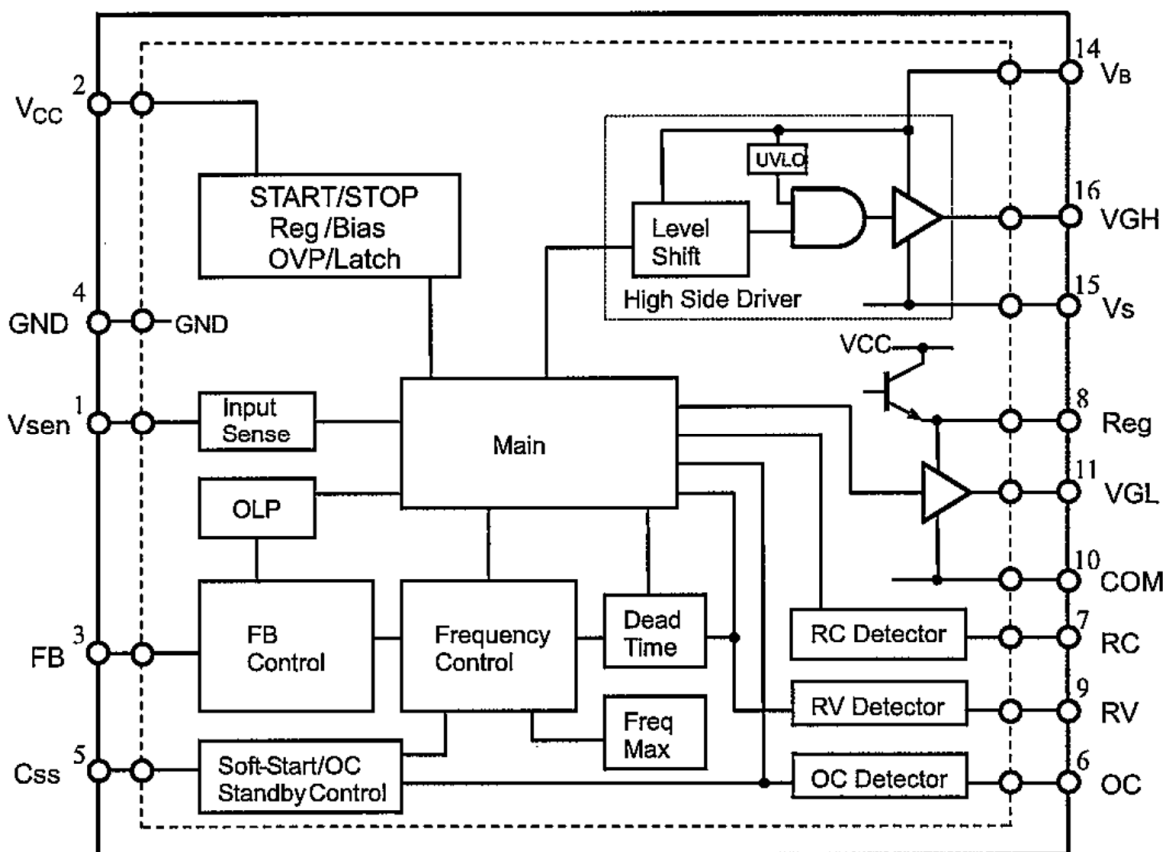 2
VCC
4
GND
GND
1
Vsen
3
FB
5
Css
START/STOP
Reg/Bias
OVP/Latch
Input
Sense
OLP
FB
Control
Soft-Start/OC
Standby Control
Main
Frequency
Control
Dead
Time
Freq
Max
UVLO
Level
Shift
High Side Driver
VCC
RC Detector
RV Detector
OC Detector
14
VB
16
VGH
15
Vs
8
Reg
11
VGL
10
COM
7
RC
9
RV
6
OC